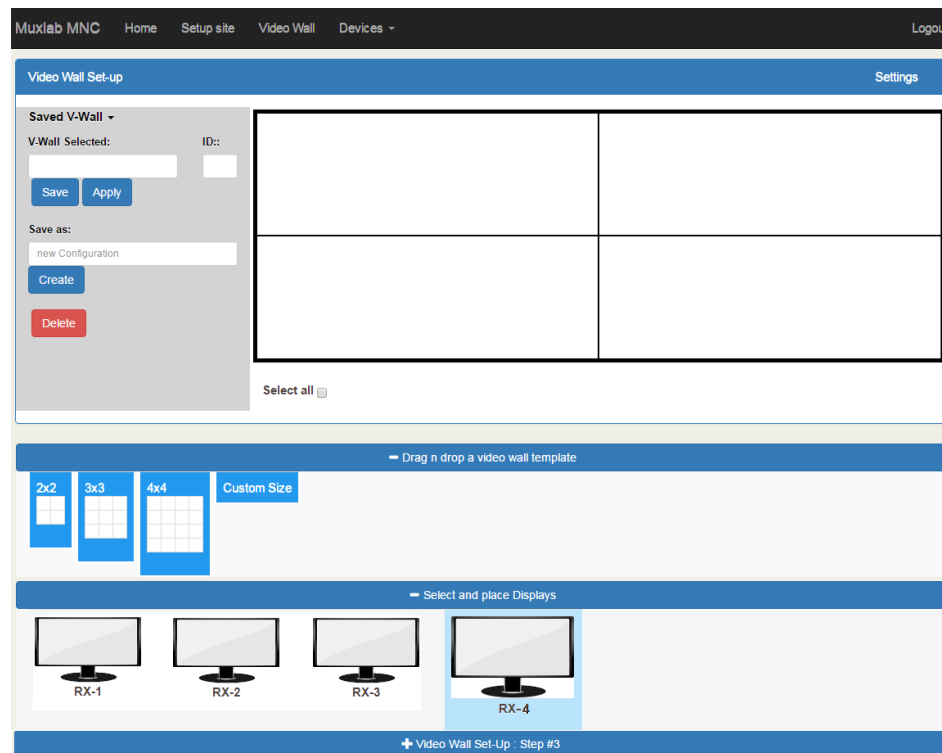 Muxlab MNC Home Setup site Video Wall Devices Logou
Video Wall Set-up Settings
Saved V-Wall
V-Wall Selected: ID::
Save Apply
Save as:
new Configuration
Create
Delete
Select all
Drag n drop a video wall template
2x2 3x3 4x4 Custom Size
Select and place Displays
RX-1 RX-2 RX-3
RX-4
Video Wall Set-Up : Step #3